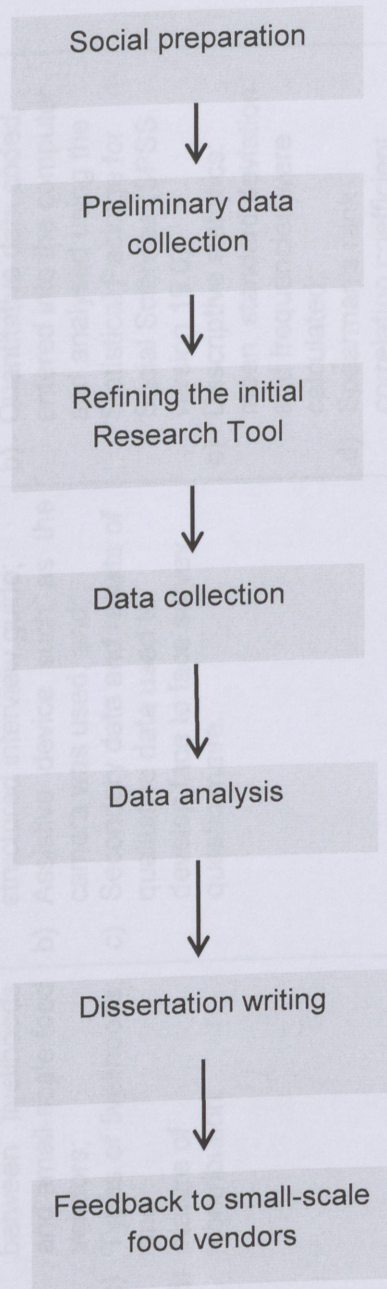 Social preparation
Preliminary data
collection
Refining the initial
Research Tool
Data collection
Data analysis
Dissertation writing
Feedback to small-scale
food vendors